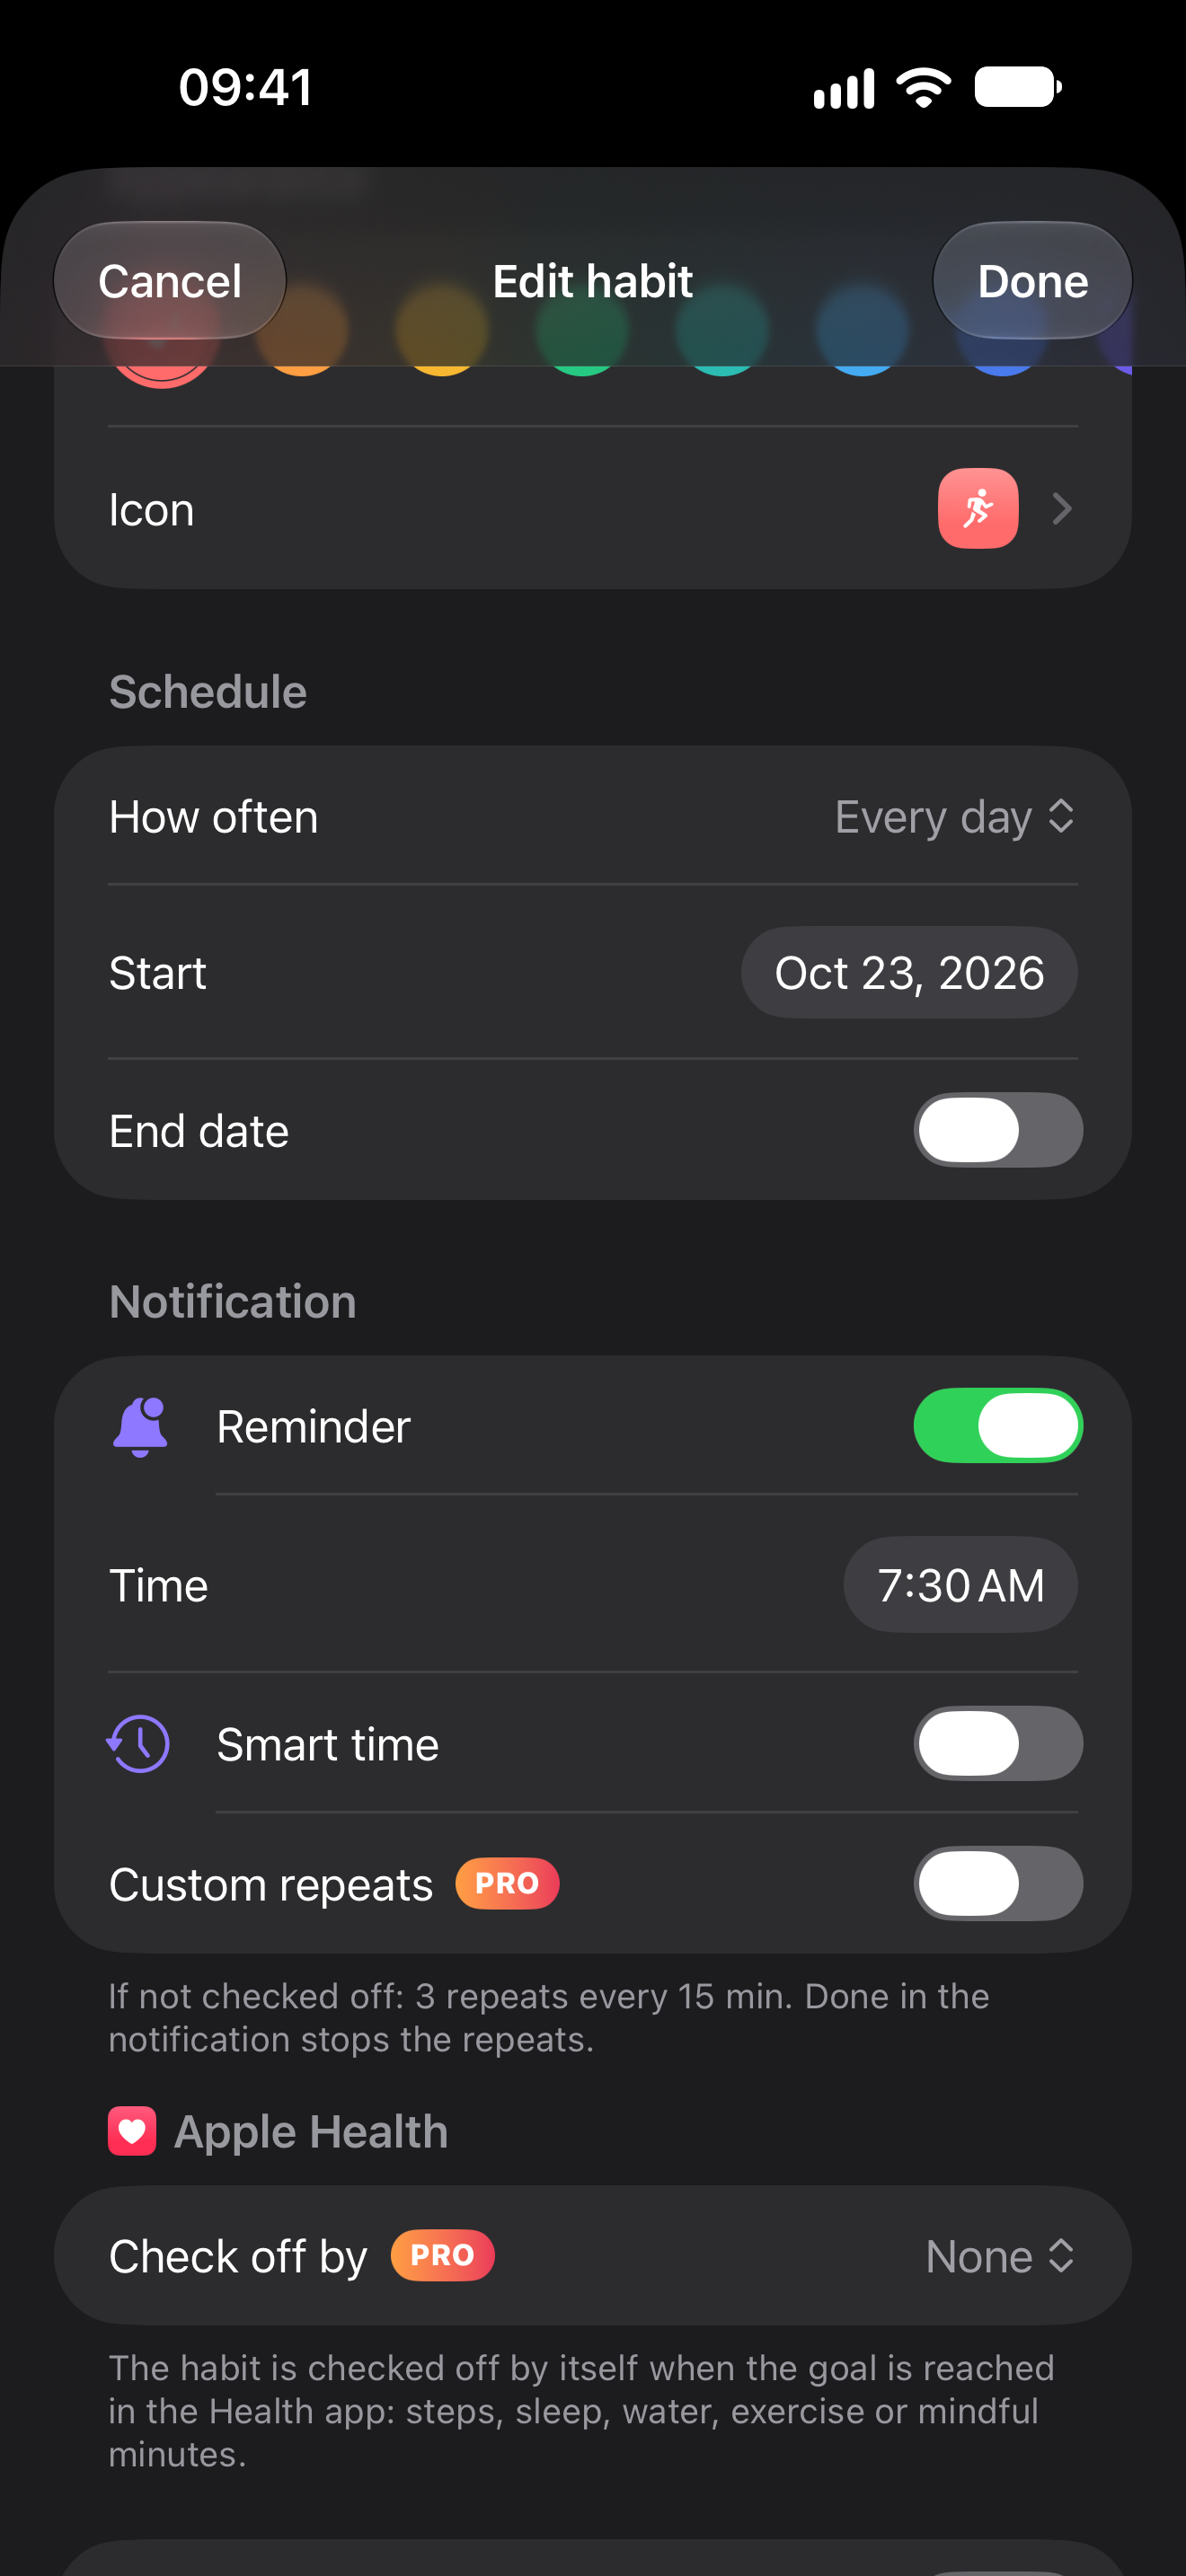 09:41
Cancel
Edit habit
Done
Icon
Schedule
How often
Every day
Start
Oct 23, 2026
End date
Notification
Reminder
Time
7:30 AM
Smart time
Custom repeats PRO
If not checked off: 3 repeats every 15 min. Done in the
notification stops the repeats.
Apple Health
Check off by PRO
None
The habit is checked off by itself when the goal is reached
in the Health app: steps, sleep, water, exercise or mindful
minutes.